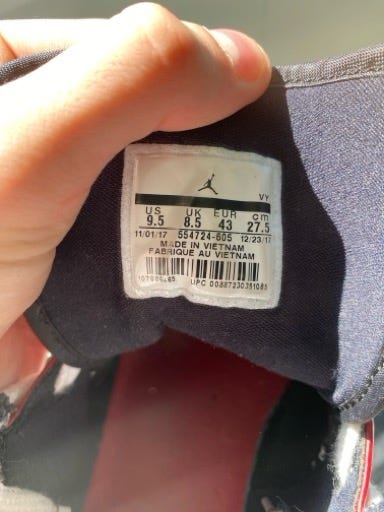 VY
US UK EUR cm
9.5 8.5 43 27.5
11/01/17 554724-605 12/23/17
MADE IN VIETNAM
FABRIQUE AU VIETNAM
UPC 00887230351085